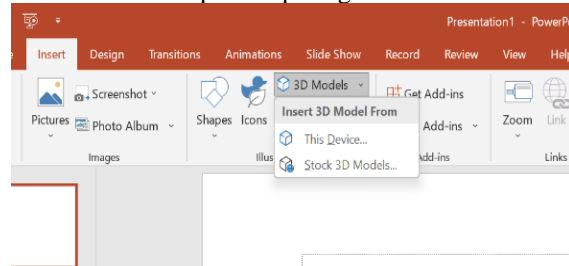 Presentation1 - PowerP
Insert Design Transitions Animations Slide Show Record Review View Help
Screenshot
3D Models
Get Add-ins
Pictures
Photo Album
Shapes Icons
Insert 3D Model From
Add-ins
Zoom Link
This Device...
Images
Illus
Stock 3D Models...
Add-ins
Links